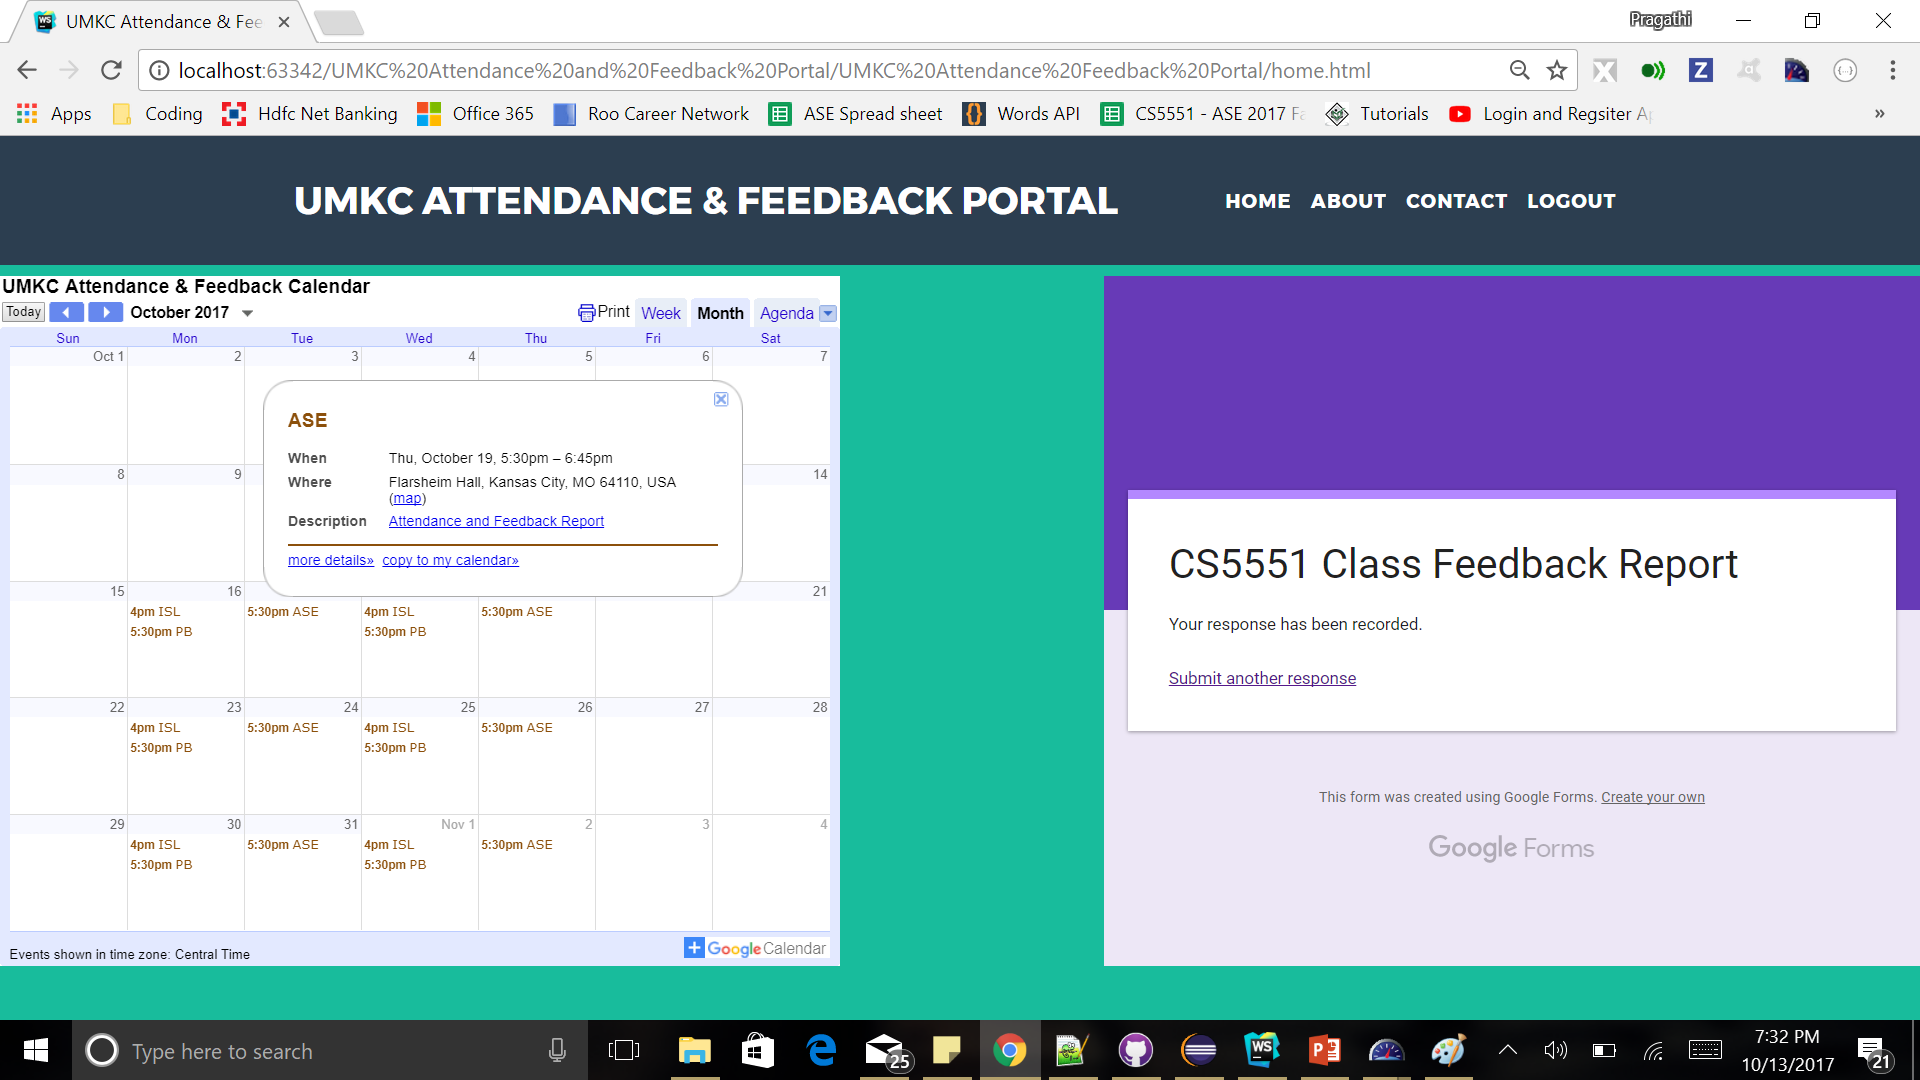 UMKC Attendance & Fee
Pragathi
localhost:63342/UMKC%20Attendance%20and%20Feedback%20Portal/UMKC%20Attendance%20Feedback%20Portal/home.html
Apps Coding Hdfc Net Banking Office 365 Roo Career Network ASE Spread sheet Words API CS5551 - ASE 2017 Fa Tutorials Login and Regsiter Ap »
UMKC ATTENDANCE & FEEDBACK PORTAL
HOME ABOUT CONTACT LOGOUT
UMKC Attendance & Feedback Calendar
Today October 2017 Print Week Month Agenda
Sun Mon Tue Wed Thu Fri Sat
Oct 1 2 3 4 5 6 7
ASE
When Thu, October 19, 5:30pm – 6:45pm
Where Flarsheim Hall, Kansas City, MO 64110, USA
(map)
Description Attendance and Feedback Report
more details» copy to my calendar»
8 9 14
15 16 21
4pm ISL 5:30pm ASE 4pm ISL 5:30pm ASE
5:30pm PB 5:30pm PB
22 23 24 25 26 27 28
4pm ISL 5:30pm ASE 4pm ISL 5:30pm ASE
5:30pm PB 5:30pm PB
29 30 31 Nov 1 2 3 4
4pm ISL 5:30pm ASE 4pm ISL 5:30pm ASE
5:30pm PB 5:30pm PB
Events shown in time zone: Central Time
Google Calendar
CS5551 Class Feedback Report
Your response has been recorded.
Submit another response
This form was created using Google Forms. Create your own
Google Forms
Type here to search
25
WS
7:32 PM
10/13/2017
21